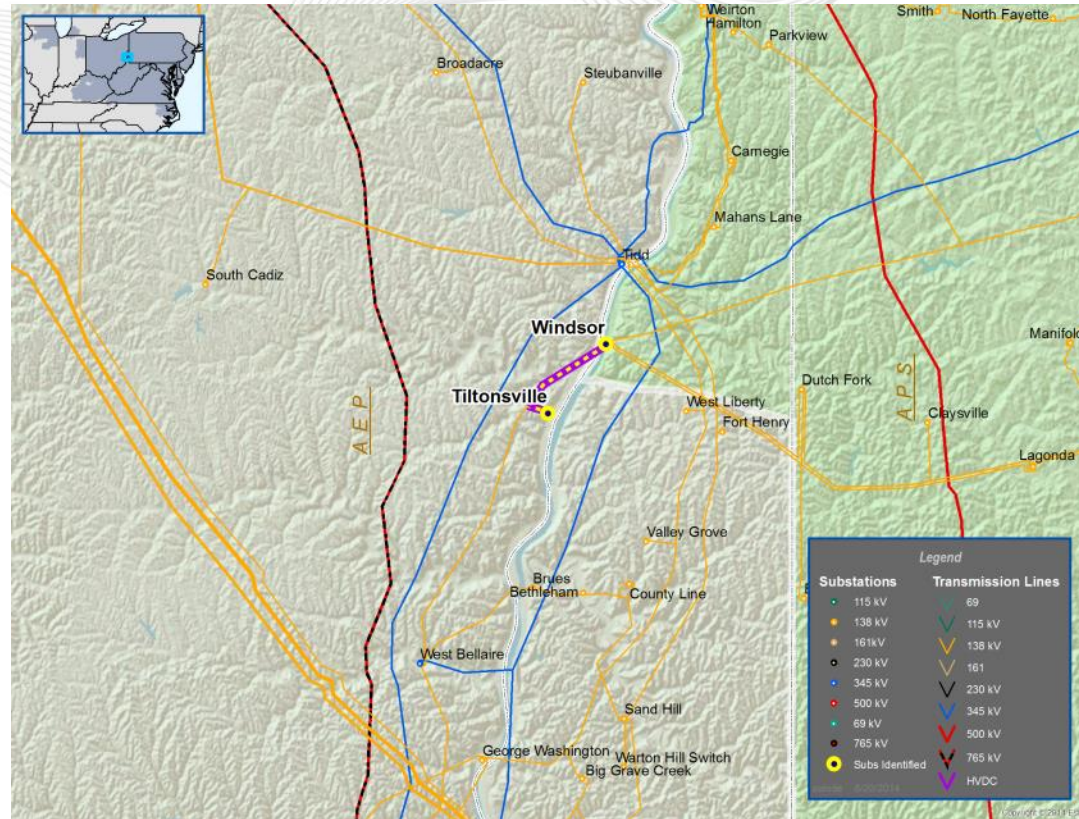 Weirton
Hamilton
Smith
North Fayette
Parkview
Broadacre
Steubanville
Carnegie
Mahans Lane
Tidd
South Cadiz
Windsor
Tiltonsville
AEP
APS
Dutch Fork
West Liberty
Fort Henry
Claysville
Lagonda
Valley Grove
Brues
Bethleham
County Line
West Bellaire
Sand Hill
George Washington
Warton Hill Switch
Big Grave Creek
Legend
Substations
115 kV
138 kV
161kV
230 kV
345 kV
500 kV
69 kV
765 kV
Subs Identified
Transmission Lines
69
115 kV
138 kV
161
230 kV
345 kV
500 kV
765 kV
HVDC